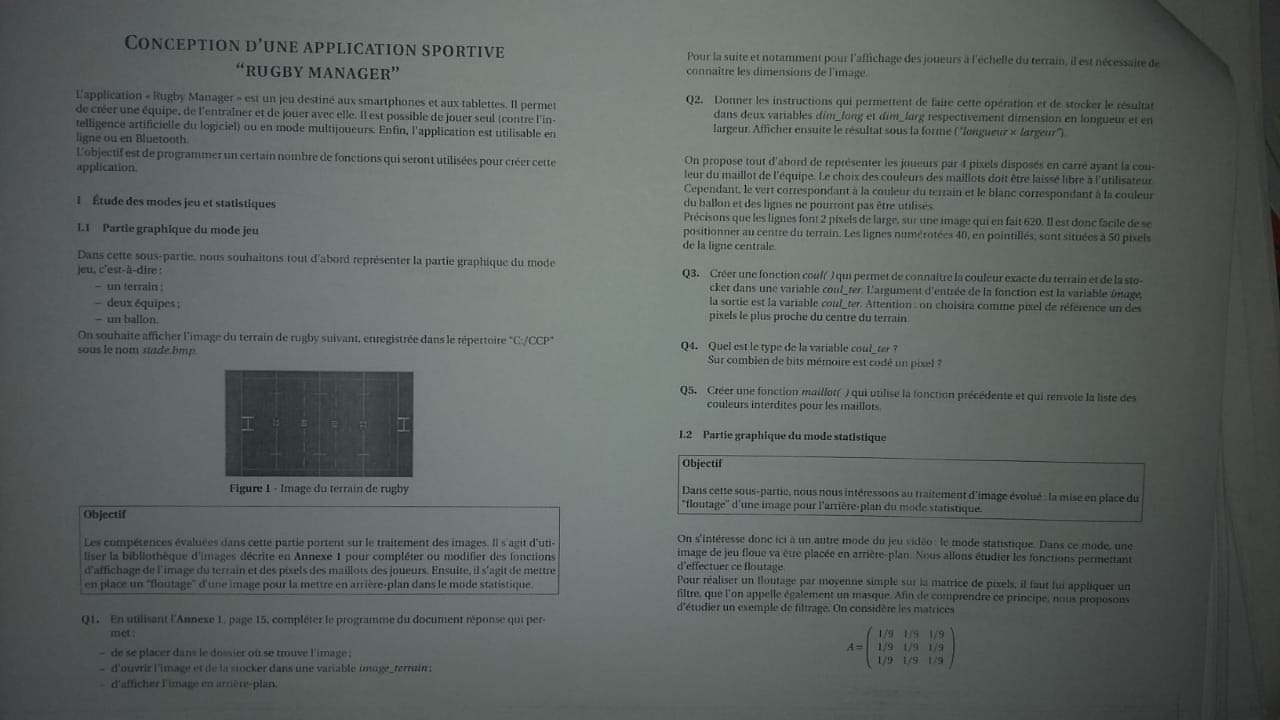 CONCEPTION D'UNE APPLICATION SPORTIVE
“RUGBY MANAGER”
L'application « Rugby Manager » est un jeu destiné aux smartphones et aux tablettes. Il permet
de créer une équipe, de l'entraîner et de jouer avec elle. Il est possible de jouer seul (contre l'in-
telligence artificielle du logiciel) ou en mode multijoueurs. Enfin, l'application est utilisable en
ligne ou en Bluetooth.
L'objectif est de programmer un certain nombre de fonctions qui seront utilisées pour créer cette
application.
I Étude des modes jeu et statistiques
I.1 Partie graphique du mode jeu
Dans cette sous-partie, nous souhaitons tout d'abord représenter la partie graphique du mode
jeu, c'est-à-dire :
– un terrain ;
– deux équipes ;
– un ballon.
On souhaite afficher l'image du terrain de rugby suivant, enregistrée dans le répertoire "C:/CCP"
sous le nom stade.bmp.
Figure 1 - Image du terrain de rugby
Objectif
Les compétences évaluées dans cette partie portent sur le traitement des images. Il s'agit d'uti-
liser la bibliothèque d'images décrite en Annexe 1 pour compléter ou modifier des fonctions
d'affichage de l'image du terrain et des pixels des maillots des joueurs. Ensuite, il s'agit de mettre
en place un “floutage” d'une image pour la mettre en arrière-plan dans le mode statistique.
Q1. En utilisant l'Annexe 1, page 15, compléter le programme du document réponse qui per-
met :
– de se placer dans le dossier où se trouve l'image ;
– d'ouvrir l'image et de la stocker dans une variable image_terrain ;
– d'afficher l'image en arrière-plan.
Pour la suite et notamment pour l'affichage des joueurs à l'échelle du terrain, il est nécessaire de
connaître les dimensions de l'image.
Q2. Donner les instructions qui permettent de faire cette opération et de stocker le résultat
dans deux variables dim_long et dim_larg respectivement dimension en longueur et en
largeur. Afficher ensuite le résultat sous la forme ("longueur × largeur").
On propose tout d'abord de représenter les joueurs par 4 pixels disposés en carré ayant la cou-
leur du maillot de l'équipe. Le choix des couleurs des maillots doit être laissé libre à l'utilisateur.
Cependant, le vert correspondant à la couleur du terrain et le blanc correspondant à la couleur
du ballon et des lignes ne pourront pas être utilisés.
Précisons que les lignes font 2 pixels de large, sur une image qui en fait 620. Il est donc facile de se
positionner au centre du terrain. Les lignes numérotées 40, en pointillés, sont situées à 50 pixels
de la ligne centrale.
Q3. Créer une fonction coul( ) qui permet de connaître la couleur exacte du terrain et de la sto-
cker dans une variable coul_ter. L'argument d'entrée de la fonction est la variable image,
la sortie est la variable coul_ter. Attention : on choisira comme pixel de référence un des
pixels le plus proche du centre du terrain.
Q4. Quel est le type de la variable coul_ter ?
Sur combien de bits mémoire est codé un pixel ?
Q5. Créer une fonction maillot( ) qui utilise la fonction précédente et qui renvoie la liste des
couleurs interdites pour les maillots.
I.2 Partie graphique du mode statistique
Objectif
Dans cette sous-partie, nous nous intéressons au traitement d'image évolué : la mise en place du
“floutage” d'une image pour l'arrière-plan du mode statistique.
On s'intéresse donc ici à un autre mode du jeu vidéo : le mode statistique. Dans ce mode, une
image de jeu floue va être placée en arrière-plan. Nous allons étudier les fonctions permettant
d'effectuer ce floutage.
Pour réaliser un floutage par moyenne simple sur la matrice de pixels, il faut lui appliquer un
filtre, que l'on appelle également un masque. Afin de comprendre ce principe, nous proposons
d'étudier un exemple de filtrage. On considère les matrices
1/9 1/9 1/9
A = 1/9 1/9 1/9
1/9 1/9 1/9